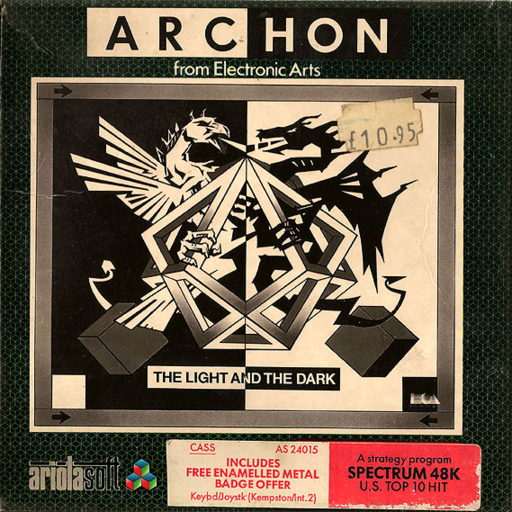 ARCHON
from Electronic Arts
£10.95
THE LIGHT AND THE DARK
ariolasoft
CASS AS 24015
INCLUDES
FREE ENAMELLED METAL
BADGE OFFER
Keybd/Joystk (Kempston/Int.2)
A strategy program
SPECTRUM 48K
U.S. TOP 10 HIT